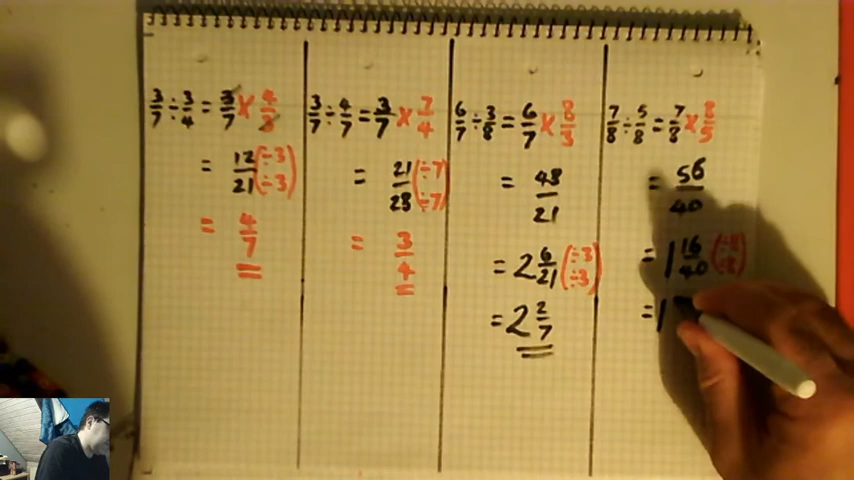 3/7 ÷ 3/4 = 3/7 × 4/3
= 12/21 (÷3/÷3)
= 4/7
3/7 ÷ 4/7 = 3/7 × 7/4
= 21/28 (÷7/÷7)
= 3/4
6/7 ÷ 3/8 = 6/7 × 8/3
= 48/21
= 2 6/21 (÷3/÷3)
= 2 2/7
7/8 ÷ 5/8 = 7/8 × 8/5
= 56/40
= 1 16/40 (÷8/÷8)
= 1